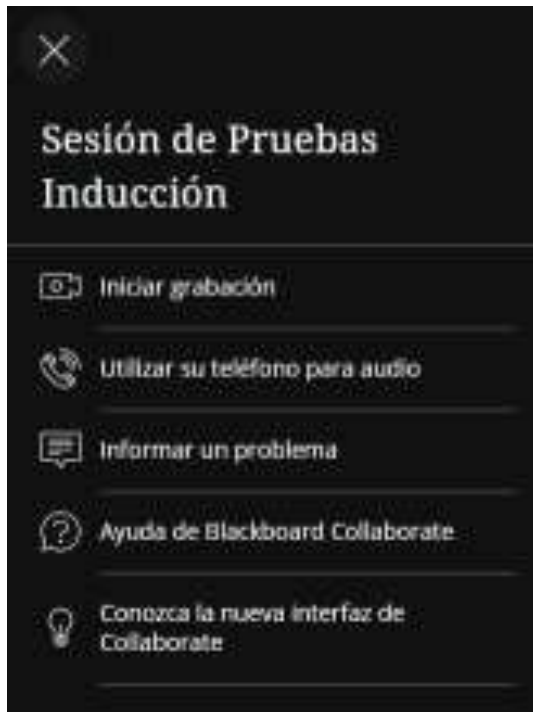 Sesión de Pruebas
Inducción
Iniciar grabación
Utilizar su teléfono para audio
Informar un problema
Ayuda de Blackboard Collaborate
Conozca la nueva interfaz de
Collaborate